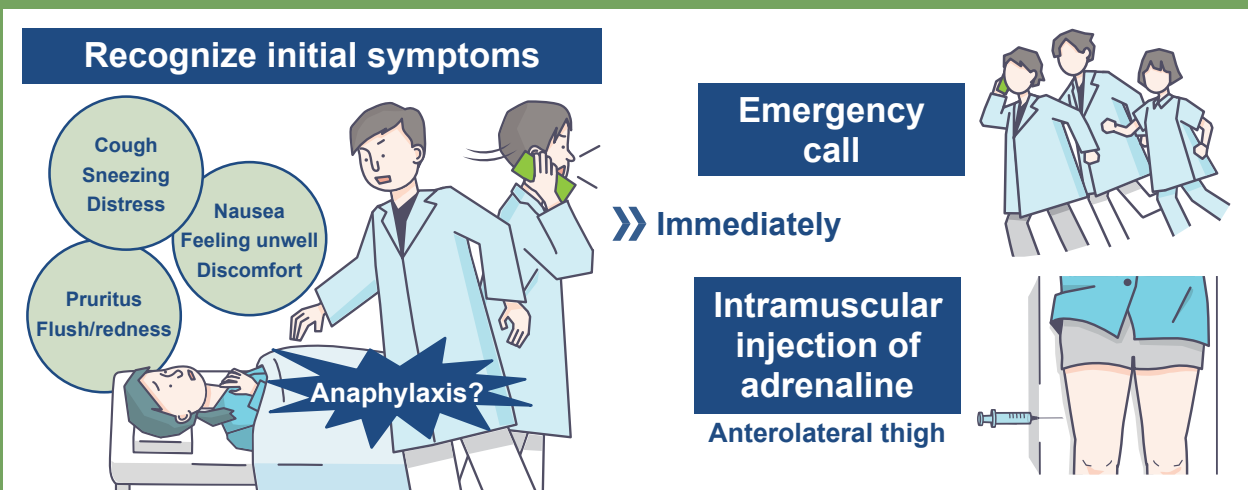 Recognize initial symptoms
Cough
Sneezing
Distress
Nausea
Feeling unwell
Discomfort
Pruritus
Flush/redness
Anaphylaxis?
Immediately
Emergency
call
Intramuscular
injection of
adrenaline
Anterolateral thigh